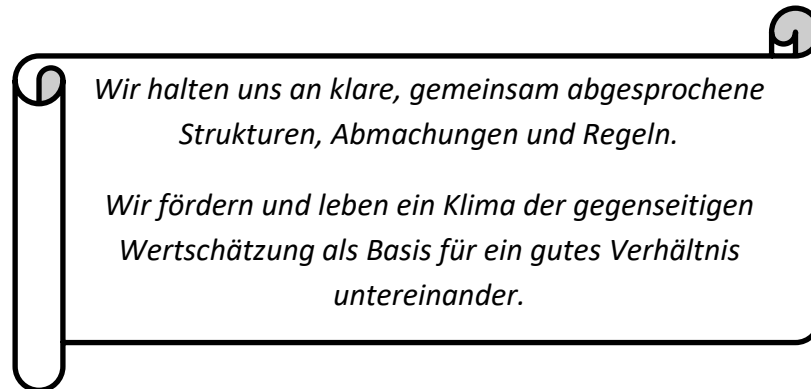 Wir halten uns an klare, gemeinsam abgesprochene
Strukturen, Abmachungen und Regeln.
Wir fördern und leben ein Klima der gegenseitigen
Wertschätzung als Basis für ein gutes Verhältnis
untereinander.